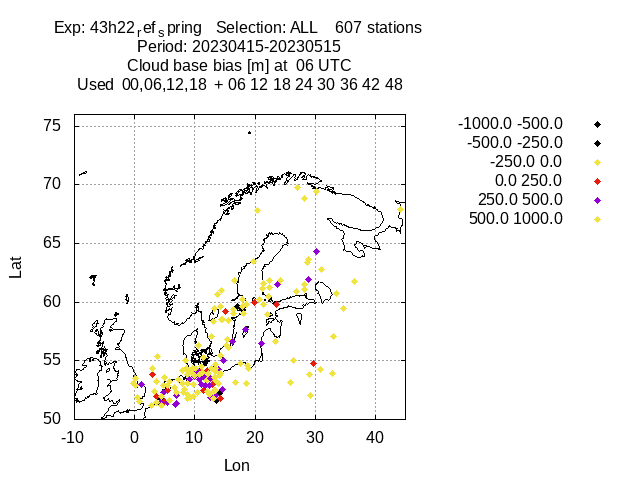 Exp: 43h22refspring   Selection: ALL    607 stations
Period: 20230415-20230515
Cloud base bias [m] at  06 UTC
Used  00,06,12,18  + 06 12 18 24 30 36 42 48
-1000.0 -500.0
-500.0 -250.0
-250.0 0.0
0.0 250.0
250.0 500.0
500.0 1000.0
75
70
65
60
55
50
Lat
-10 0 10 20 30 40
Lon